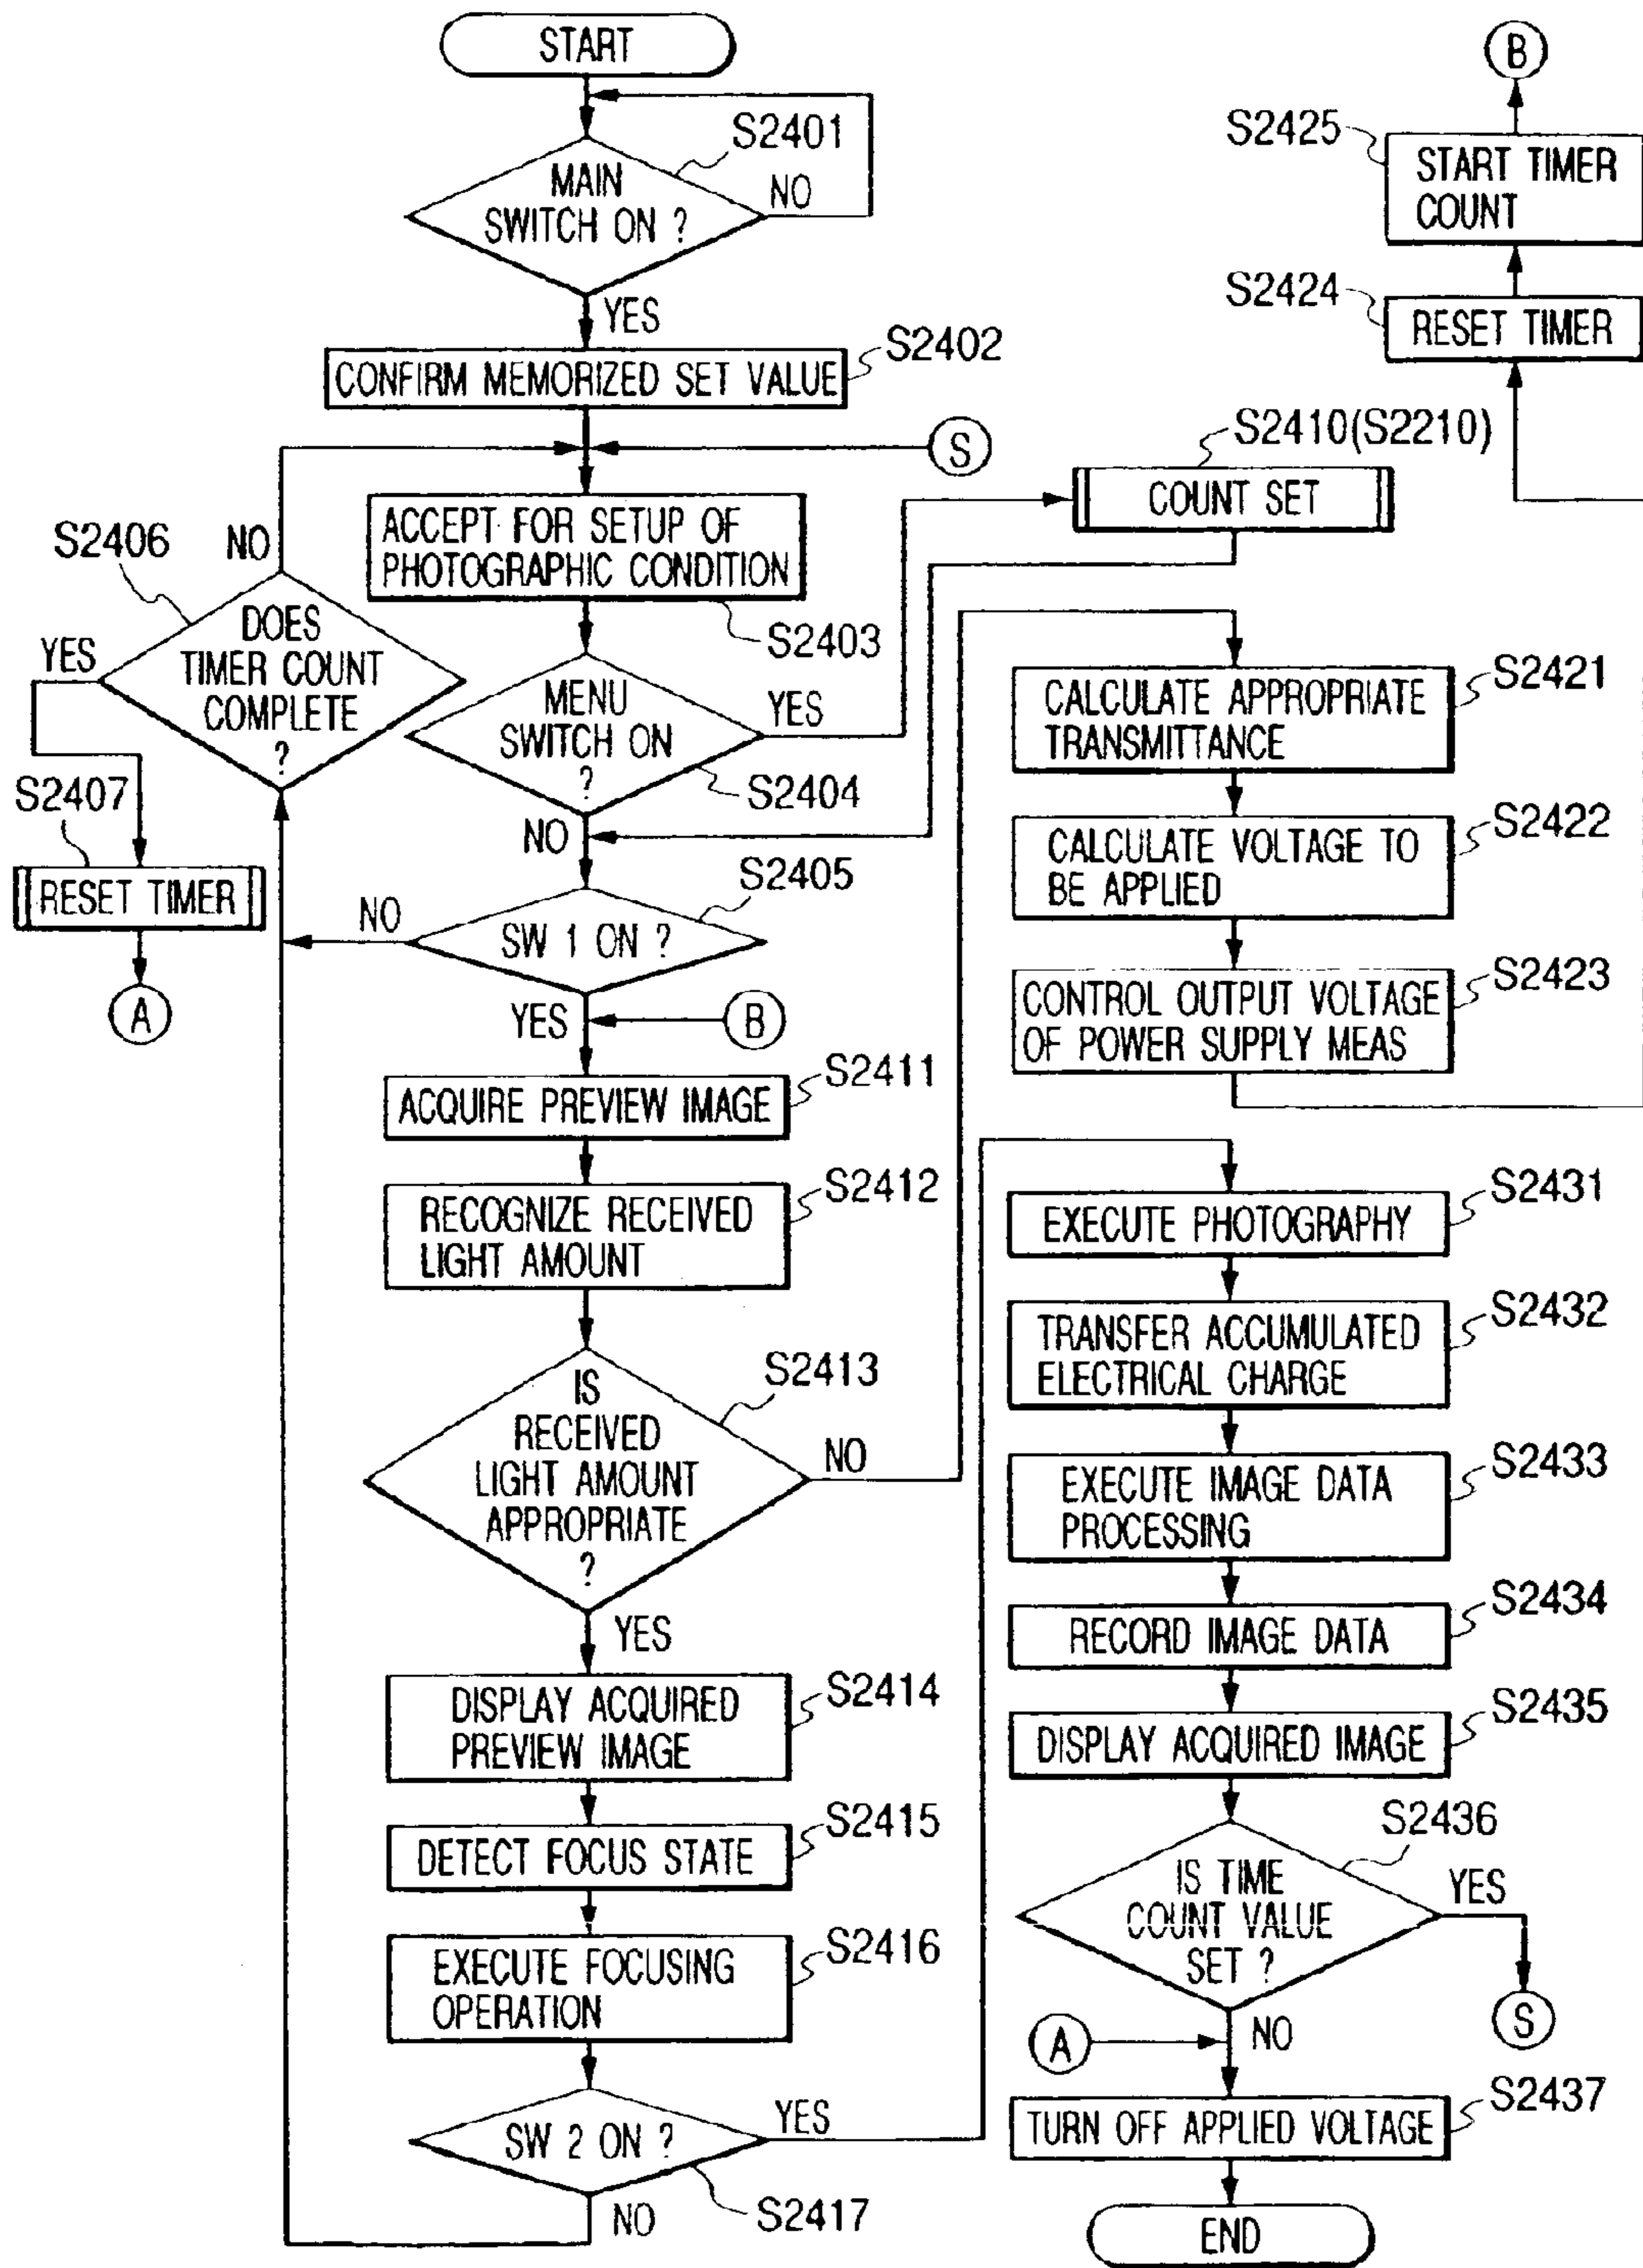 START
S2401
MAIN
SWITCH ON ?
NO
YES
S2402
CONFIRM MEMORIZED SET VALUE
S
ACCEPT FOR SETUP OF
PHOTOGRAPHIC CONDITION
S2403
S2406
NO
DOES
TIMER COUNT
COMPLETE
?
YES
S2407
RESET TIMER
A
MENU
SWITCH ON
?
YES
S2404
NO
S2405
SW 1 ON ?
NO
YES
B
S2411
ACQUIRE PREVIEW IMAGE
S2412
RECOGNIZE RECEIVED
LIGHT AMOUNT
S2413
IS
RECEIVED
LIGHT AMOUNT
APPROPRIATE
?
NO
YES
S2414
DISPLAY ACQUIRED
PREVIEW IMAGE
S2415
DETECT FOCUS STATE
S2416
EXECUTE FOCUSING
OPERATION
SW 2 ON ?
YES
S2417
NO
B
S2425
START TIMER
COUNT
S2424
RESET TIMER
S2410(S2210)
COUNT SET
S2421
CALCULATE APPROPRIATE
TRANSMITTANCE
S2422
CALCULATE VOLTAGE TO
BE APPLIED
S2423
CONTROL OUTPUT VOLTAGE
OF POWER SUPPLY MEAS
S2431
EXECUTE PHOTOGRAPHY
S2432
TRANSFER ACCUMULATED
ELECTRICAL CHARGE
S2433
EXECUTE IMAGE DATA
PROCESSING
S2434
RECORD IMAGE DATA
S2435
DISPLAY ACQUIRED IMAGE
S2436
IS TIME
COUNT VALUE
SET ?
YES
S
A
NO
S2437
TURN OFF APPLIED VOLTAGE
END